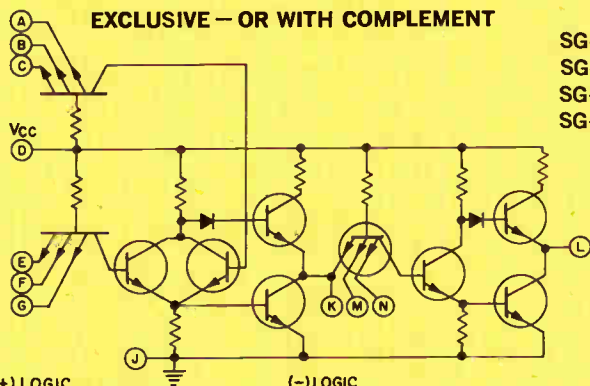 EXCLUSIVE — OR WITH COMPLEMENT
A
B
C
SG-
SG-
SG-
SG-
VCC
D
E
F
G
K
M
N
L
J
+) LOGIC
(−) LOGIC